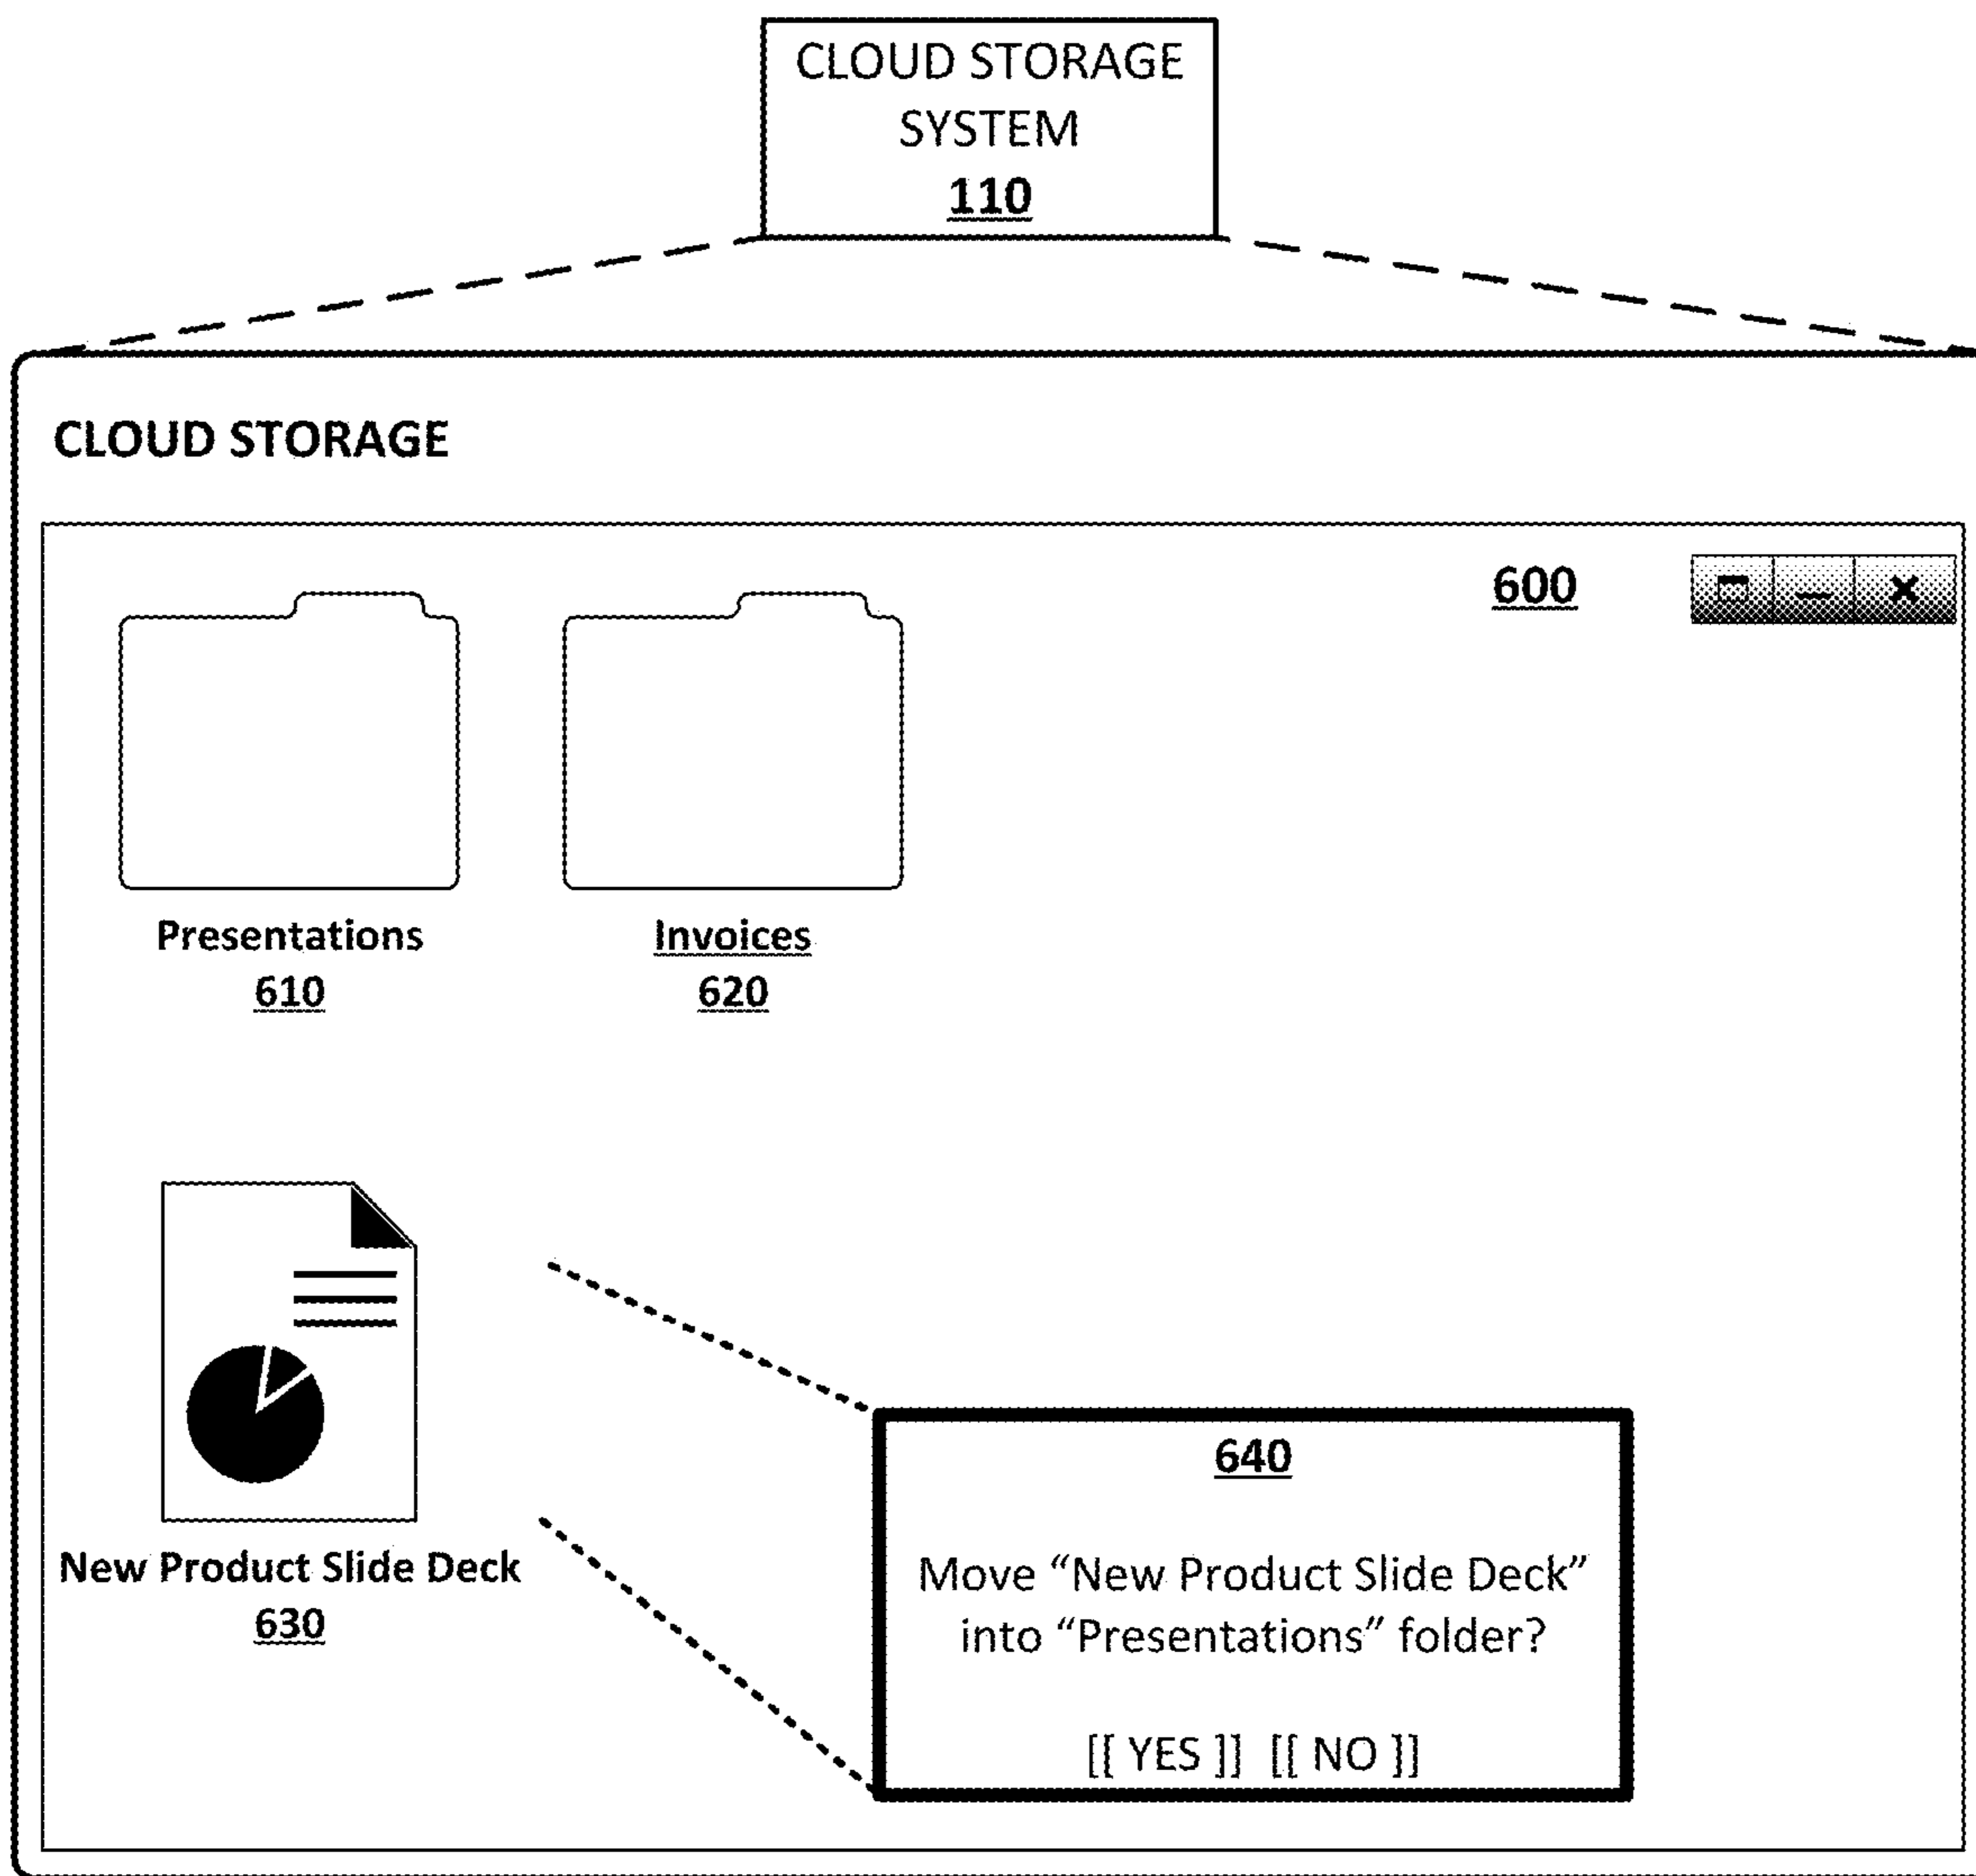 CLOUD STORAGE
SYSTEM
110
CLOUD STORAGE
600
Presentations
610
Invoices
620
New Product Slide Deck
630
640
Move “New Product Slide Deck”
into “Presentations” folder?
[[ YES ]] [[ NO ]]